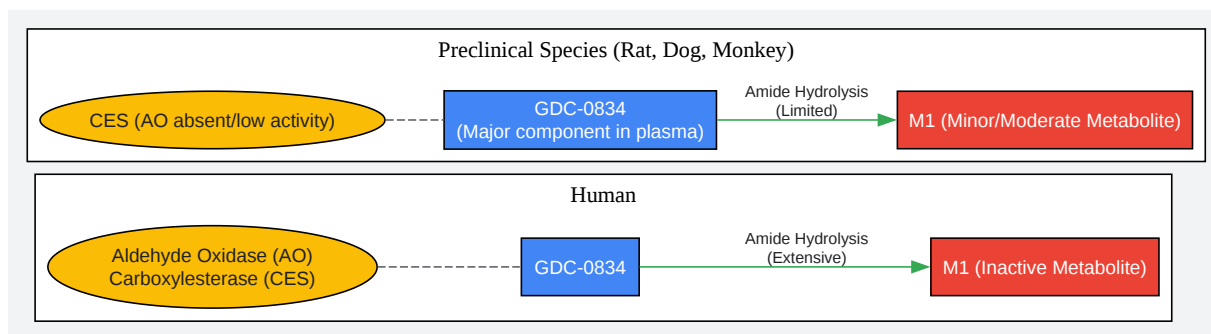 Preclinical Species (Rat, Dog, Monkey)
CES (AO absent/low activity)
GDC-0834
(Major component in plasma)
Amide Hydrolysis
(Limited)
M1 (Minor/Moderate Metabolite)
Human
Aldehyde Oxidase (AO)
Carboxylesterase (CES)
GDC-0834
Amide Hydrolysis
(Extensive)
M1 (Inactive Metabolite)